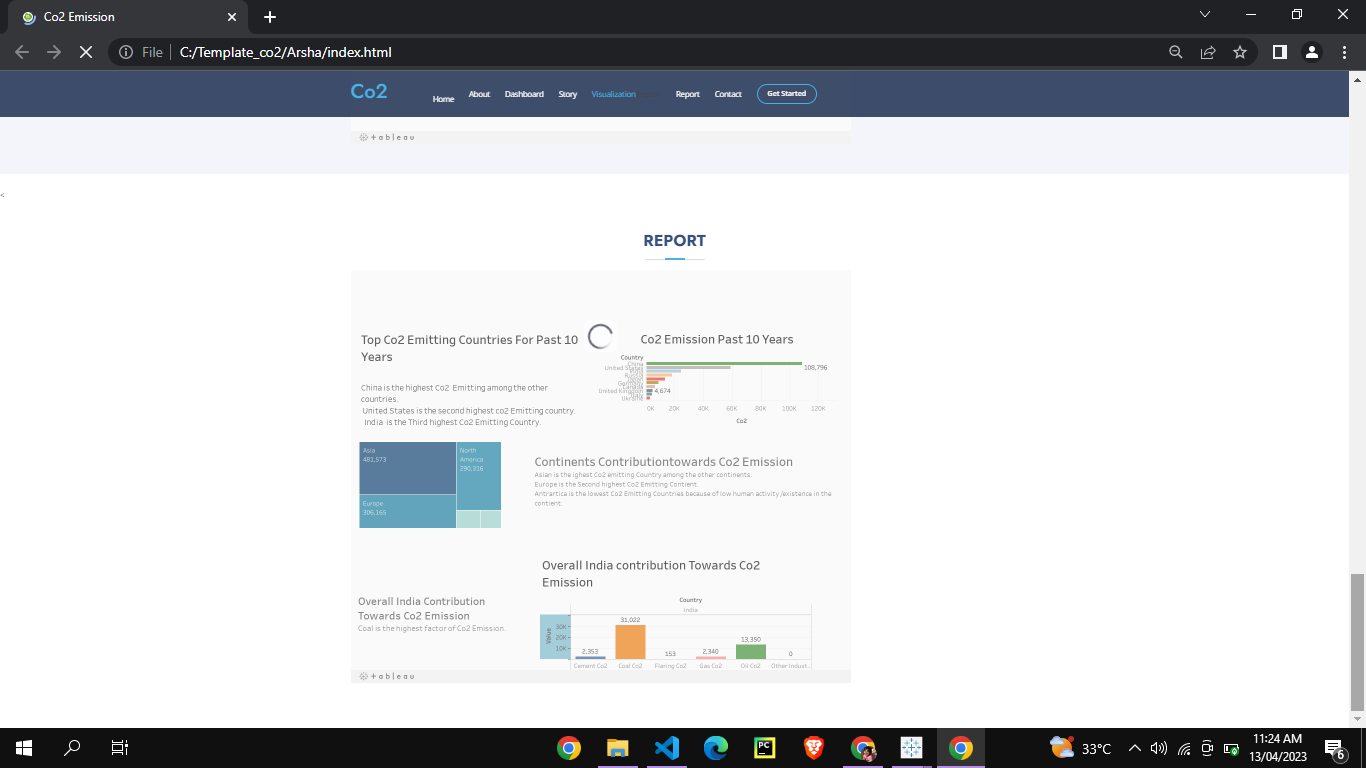 Co2 Emission
File
C:/Template_co2/Arsha/index.html
Co2
Home About Dashboard Story Visualization Report Contact Get Started
+ a b | e a u
<
REPORT
Top Co2 Emitting Countries For Past 10
Years
China is the highest Co2 Emitting among the other
countries.
United States is the second highest co2 Emitting country.
India is the Third highest Co2 Emitting Country.
Co2 Emission Past 10 Years
Country
China
United States
Russia
Germany
Canada
United Kingdom
Italy
Ukraine
108,796
4,674
0K 20K 40K 60K 80K 100K 120K
Co2
Asia
481,573
North
America
290,316
Europe
306,165
Continents Contributiontowards Co2 Emission
Asian is the ighest Co2 emitting Country among the other continents.
Europe is the Second highest Co2 Emitting Contient.
Antrartica is the lowest Co2 Emitting Countries because of low human activity /existence in the
contient.
Overall India contribution Towards Co2
Emission
Overall India Contribution
Towards Co2 Emission
Coal is the highest factor of Co2 Emission.
Country
India
Value
30K
20K
10K
2,353 31,022 153 2,340 13,350 0
Cement Co2 Coal Co2 Flaring Co2 Gas Co2 Oil Co2 Other Indust..
+ a b | e a u
PC
33°C
11:24 AM
13/04/2023
6